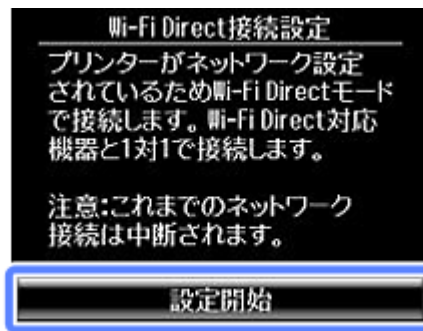 Wi-Fi Direct接続設定
プリンターがネットワーク設定
されているためWi-Fi Directモード
で接続します。Wi-Fi Direct対応
機器と1対1で接続します。
注意:これまでのネットワーク
接続は中断されます。
設定開始